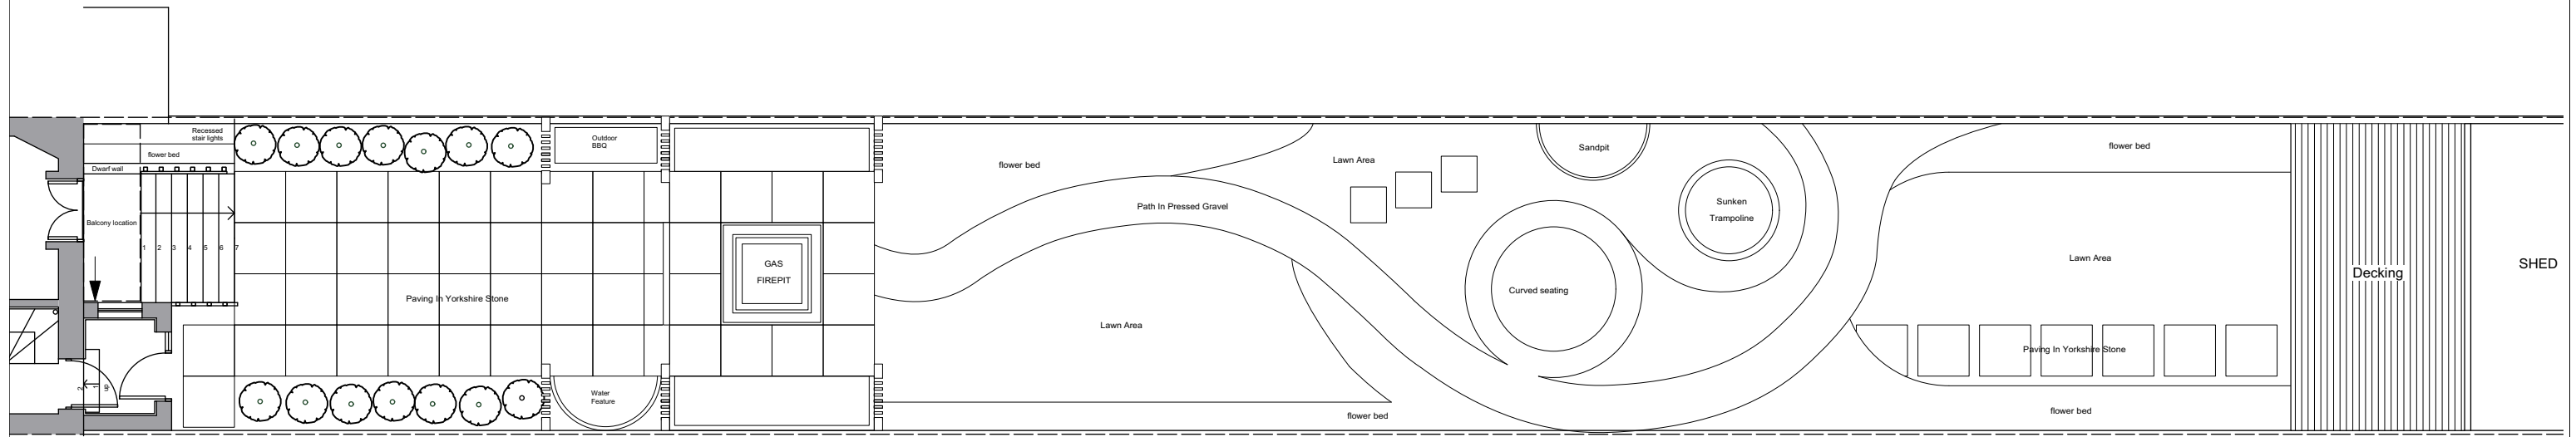 Recessed
stair lights
flower bed
Dwarf wall
Balcony location
1 2 3 4 5 6 7
2
1
Paving In Yorkshire Stone
Outdoor
BBQ
Water
Feature
GAS
FIREPIT
flower bed
Path In Pressed Gravel
Lawn Area
Lawn Area
flower bed
Sandpit
Curved seating
Sunken
Trampoline
flower bed
Lawn Area
Paving In Yorkshire Stone
flower bed
Decking
SHED